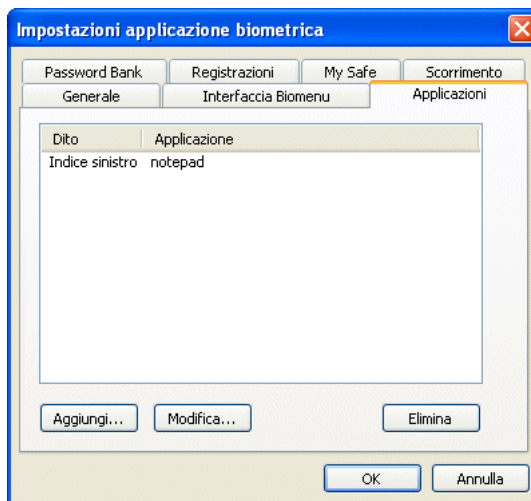 Impostazioni applicazione biometrica
Password Bank Registrazioni My Safe Scorrimento
Generale Interfaccia Biomenu Applicazioni
Dito Applicazione
Indice sinistro notepad
Aggiungi... Modifica... Elimina
OK Annulla